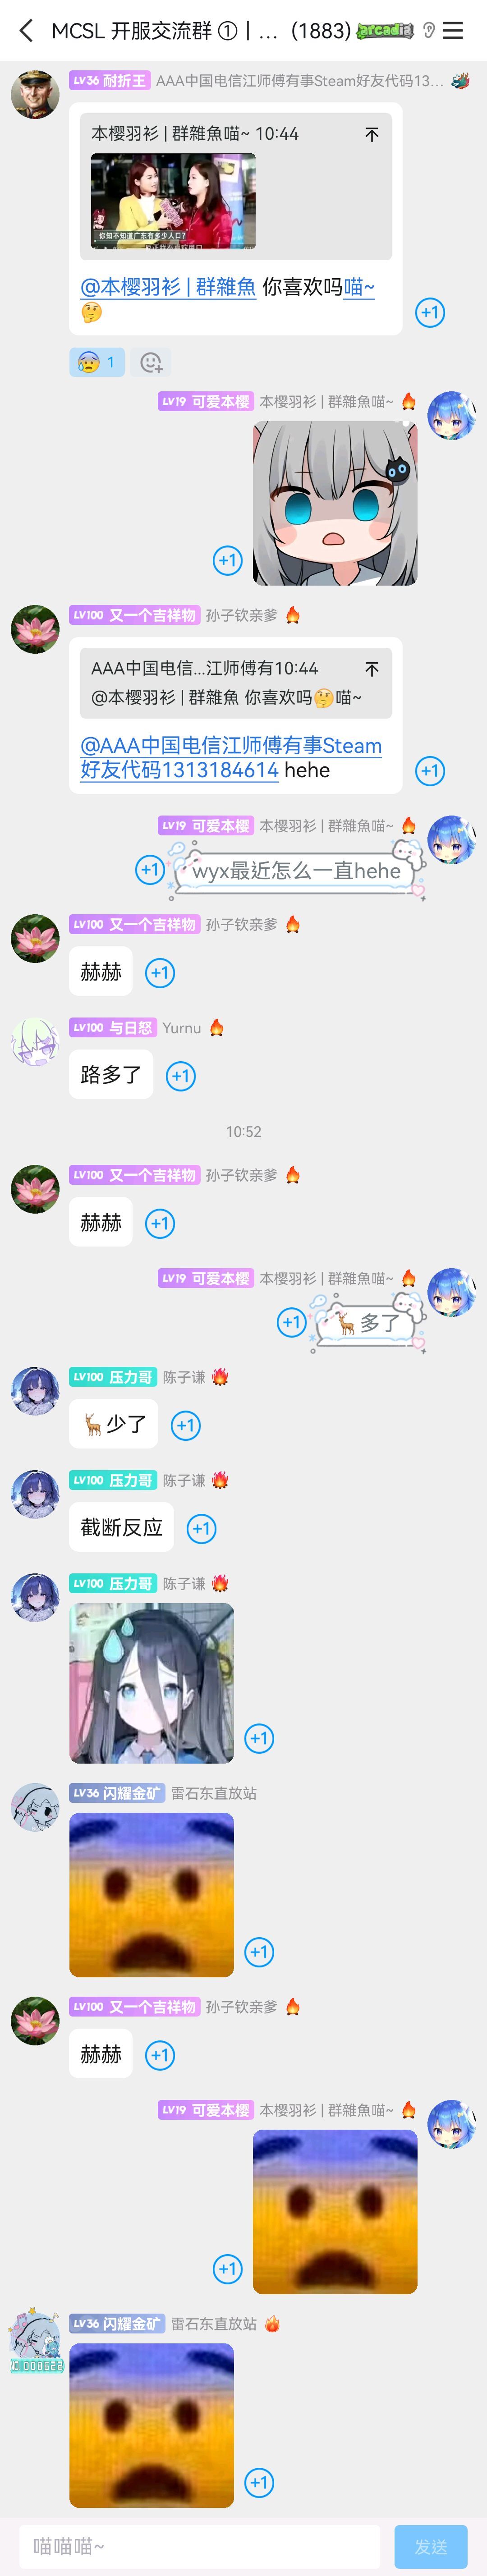 MCSL 开服交流群 ①丨... (1883) arcadia
LV36 耐折王 AAA中国电信江师傅有事Steam好友代码13...
本樱羽衫 | 群雜魚喵~ 10:44
你知不知道广东有多少人口?
@本樱羽衫 | 群雜魚 你喜欢吗喵~
🤔
+1
😰 1
LV19 可爱本樱 本樱羽衫 | 群雜魚喵~ 🔥
+1
LV100 又一个吉祥物 孙子钦亲爹 🔥
AAA中国电信...江师傅有10:44
@本樱羽衫 | 群雜魚 你喜欢吗🤔喵~
@AAA中国电信江师傅有事Steam
好友代码1313184614 hehe
+1
LV19 可爱本樱 本樱羽衫 | 群雜魚喵~ 🔥
+1 wyx最近怎么一直hehe
LV100 又一个吉祥物 孙子钦亲爹 🔥
赫赫 +1
LV100 与日怒 Yurnu 🔥
路多了 +1
10:52
LV100 又一个吉祥物 孙子钦亲爹 🔥
赫赫 +1
LV19 可爱本樱 本樱羽衫 | 群雜魚喵~ 🔥
+1 🦌 多了
LV100 压力哥 陈子谦 🔥
🦌少了 +1
LV100 压力哥 陈子谦 🔥
截断反应 +1
LV100 压力哥 陈子谦 🔥
+1
LV36 闪耀金矿 雷石东直放站
+1
LV100 又一个吉祥物 孙子钦亲爹 🔥
赫赫 +1
LV19 可爱本樱 本樱羽衫 | 群雜魚喵~ 🔥
+1
LV36 闪耀金矿 雷石东直放站 🔥
008622
+1
喵喵喵~ 发送